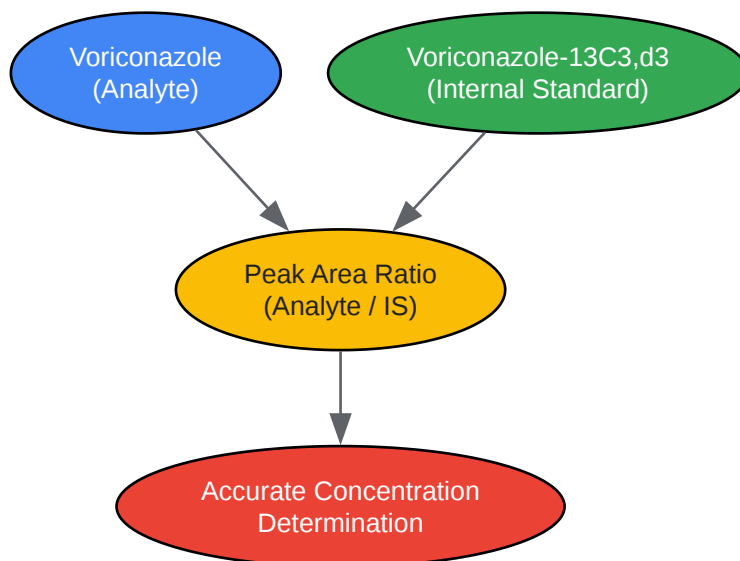 Voriconazole
(Analyte)
Voriconazole-13C3,d3
(Internal Standard)
Peak Area Ratio
(Analyte / IS)
Accurate Concentration
Determination